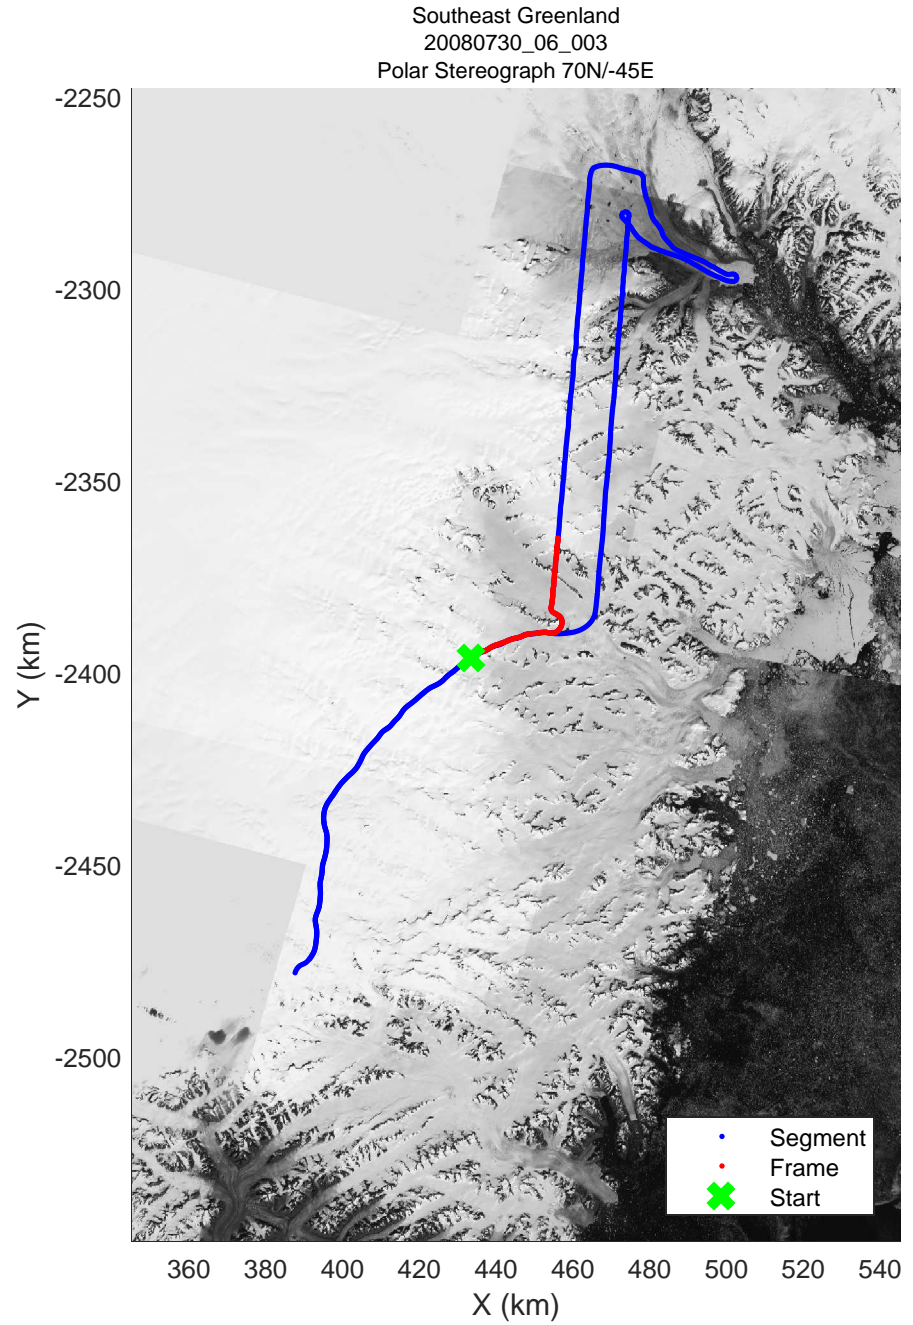 Southeast Greenland
20080730_06_003
Polar Stereograph 70N/-45E
-2250
-2300
-2350
-2400
-2450
-2500
Y (km)
360 380 400 420 440 460 480 500 520 540
X (km)
Segment
Frame
Start